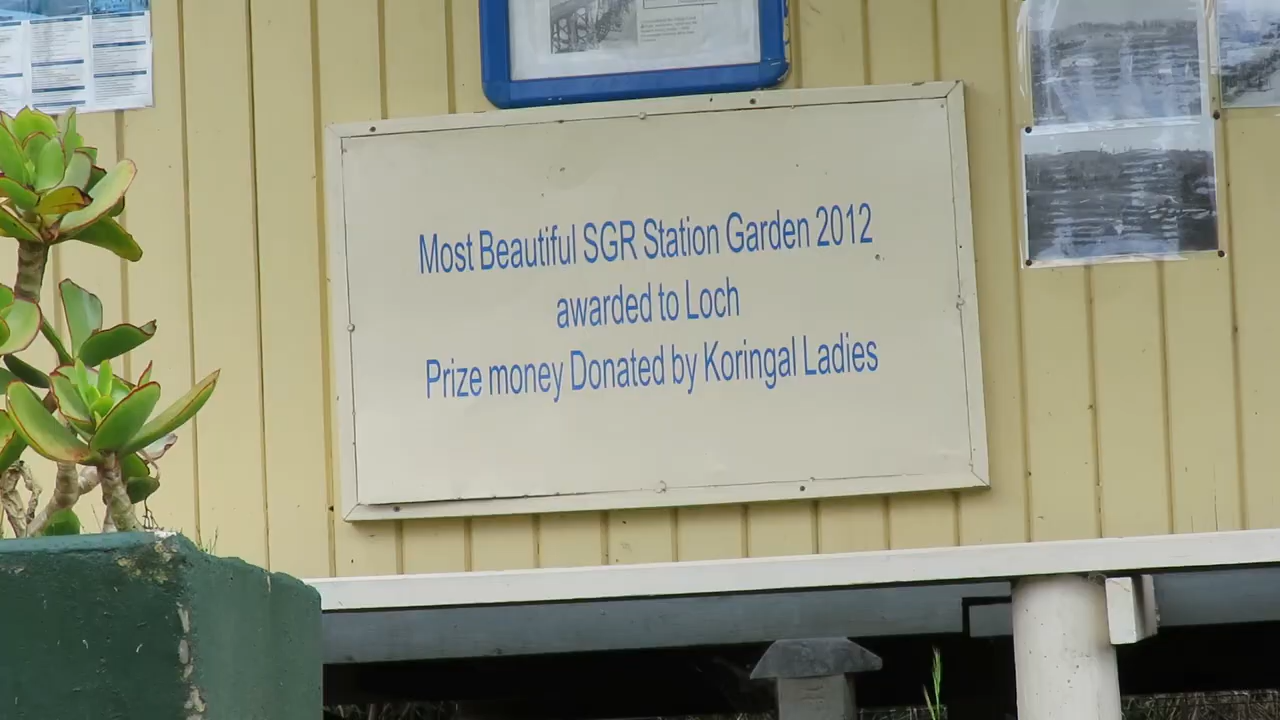 Most Beautiful SGR Station Garden 2012
awarded to Loch
Prize money Donated by Koringal Ladies